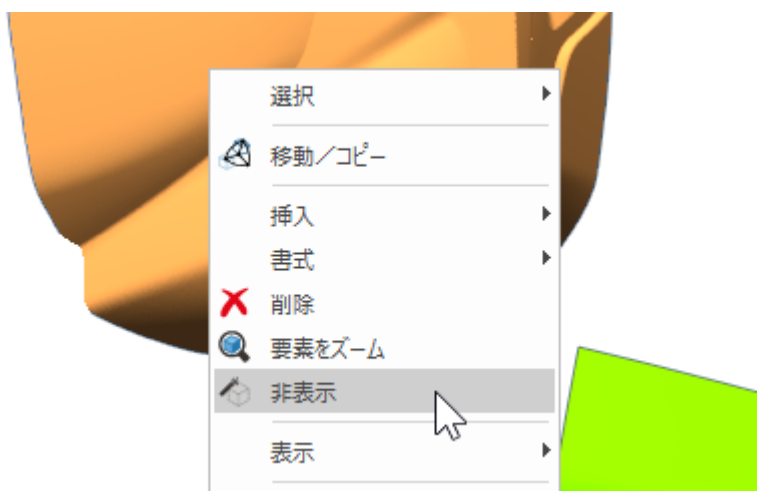 選択
移動／コピー
挿入
書式
削除
要素をズーム
非表示
表示